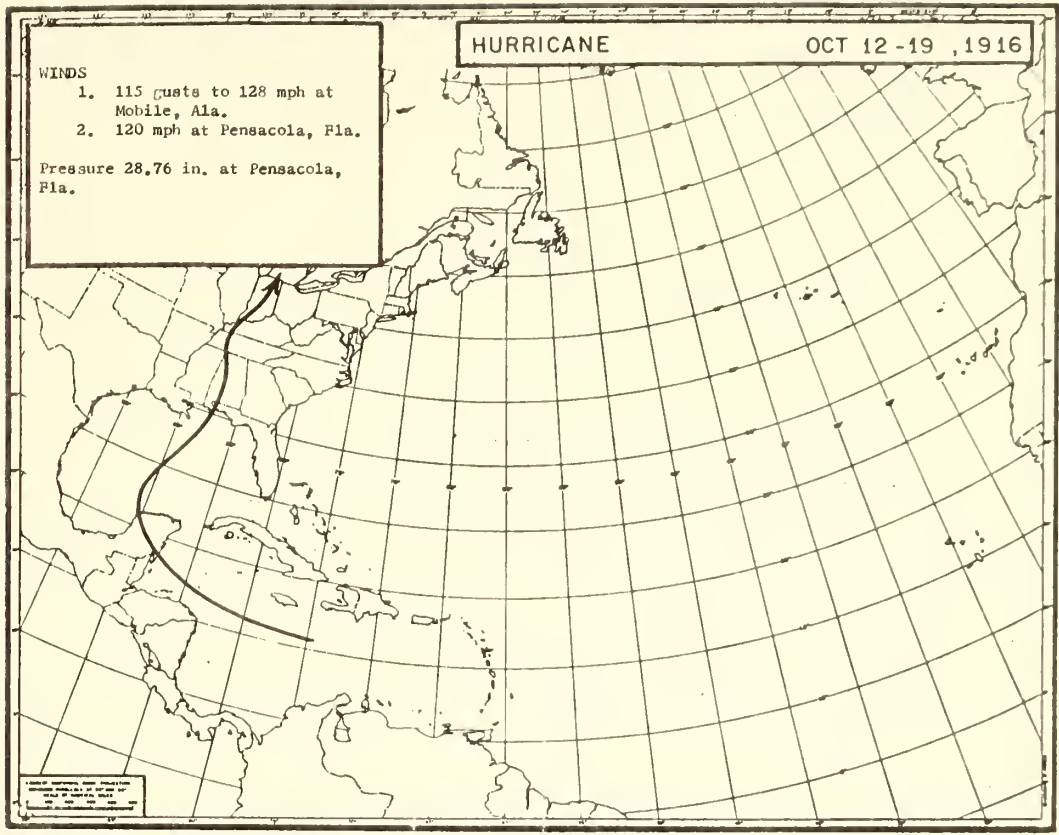 HURRICANE OCT 12-19 ,1916
WINDS
1. 115 gusts to 128 mph at
Mobile, Ala.
2. 120 mph at Pensacola, Fla.
Pressure 28.76 in. at Pensacola,
Fla.